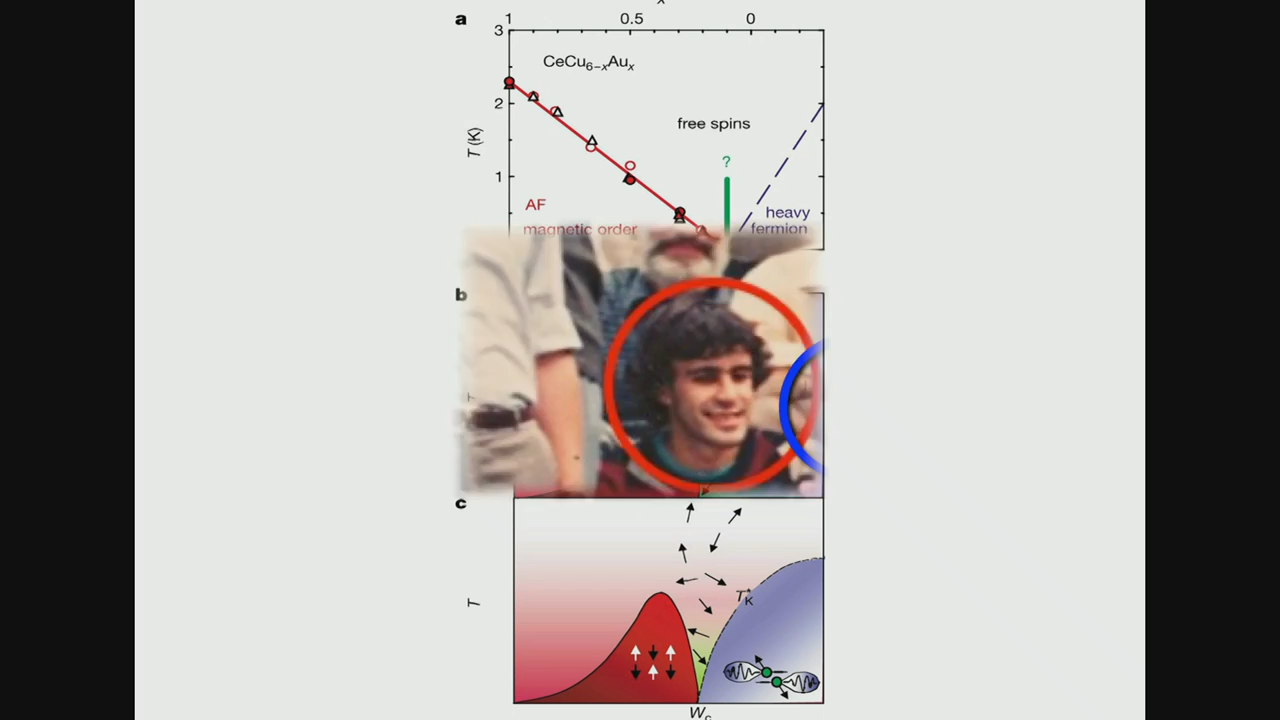 x
a 1 0.5 0
3
CeCu6−xAux
2
free spins
T (K)
?
1
AF heavy
magnetic order fermion
b
c
T*K
T
Wc